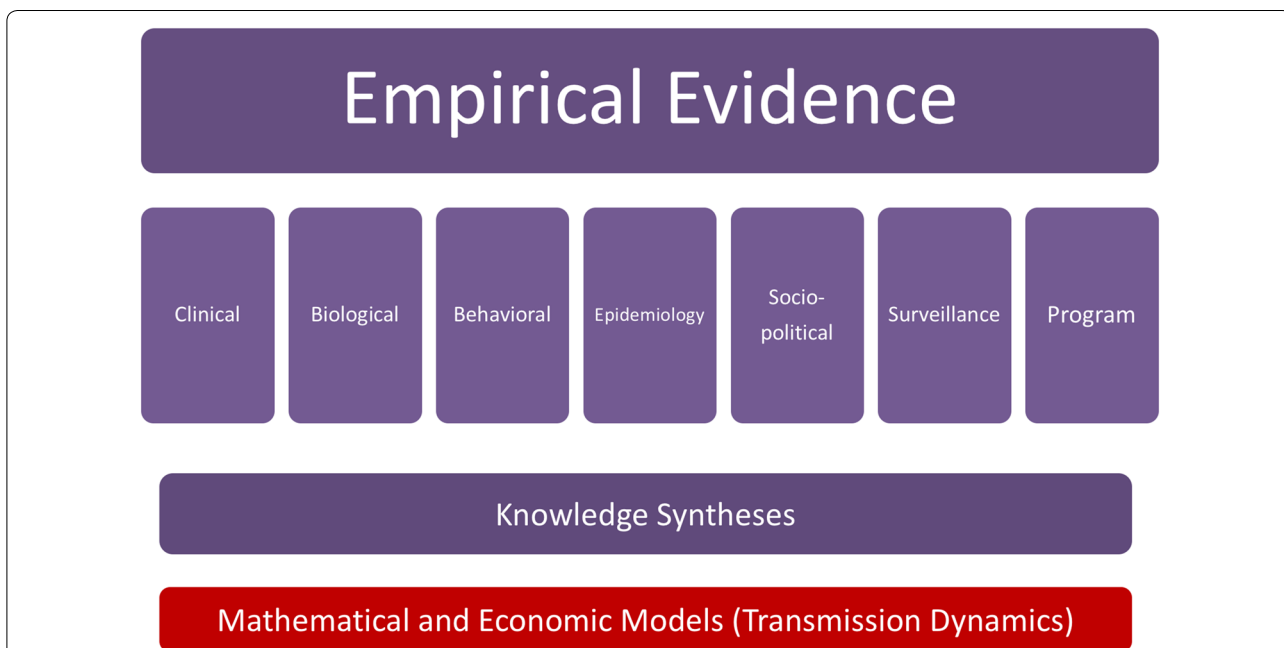 Empirical Evidence
Clinical
Biological
Behavioral
Epidemiology
Socio-
political
Surveillance
Program
Knowledge Syntheses
Mathematical and Economic Models (Transmission Dynamics)